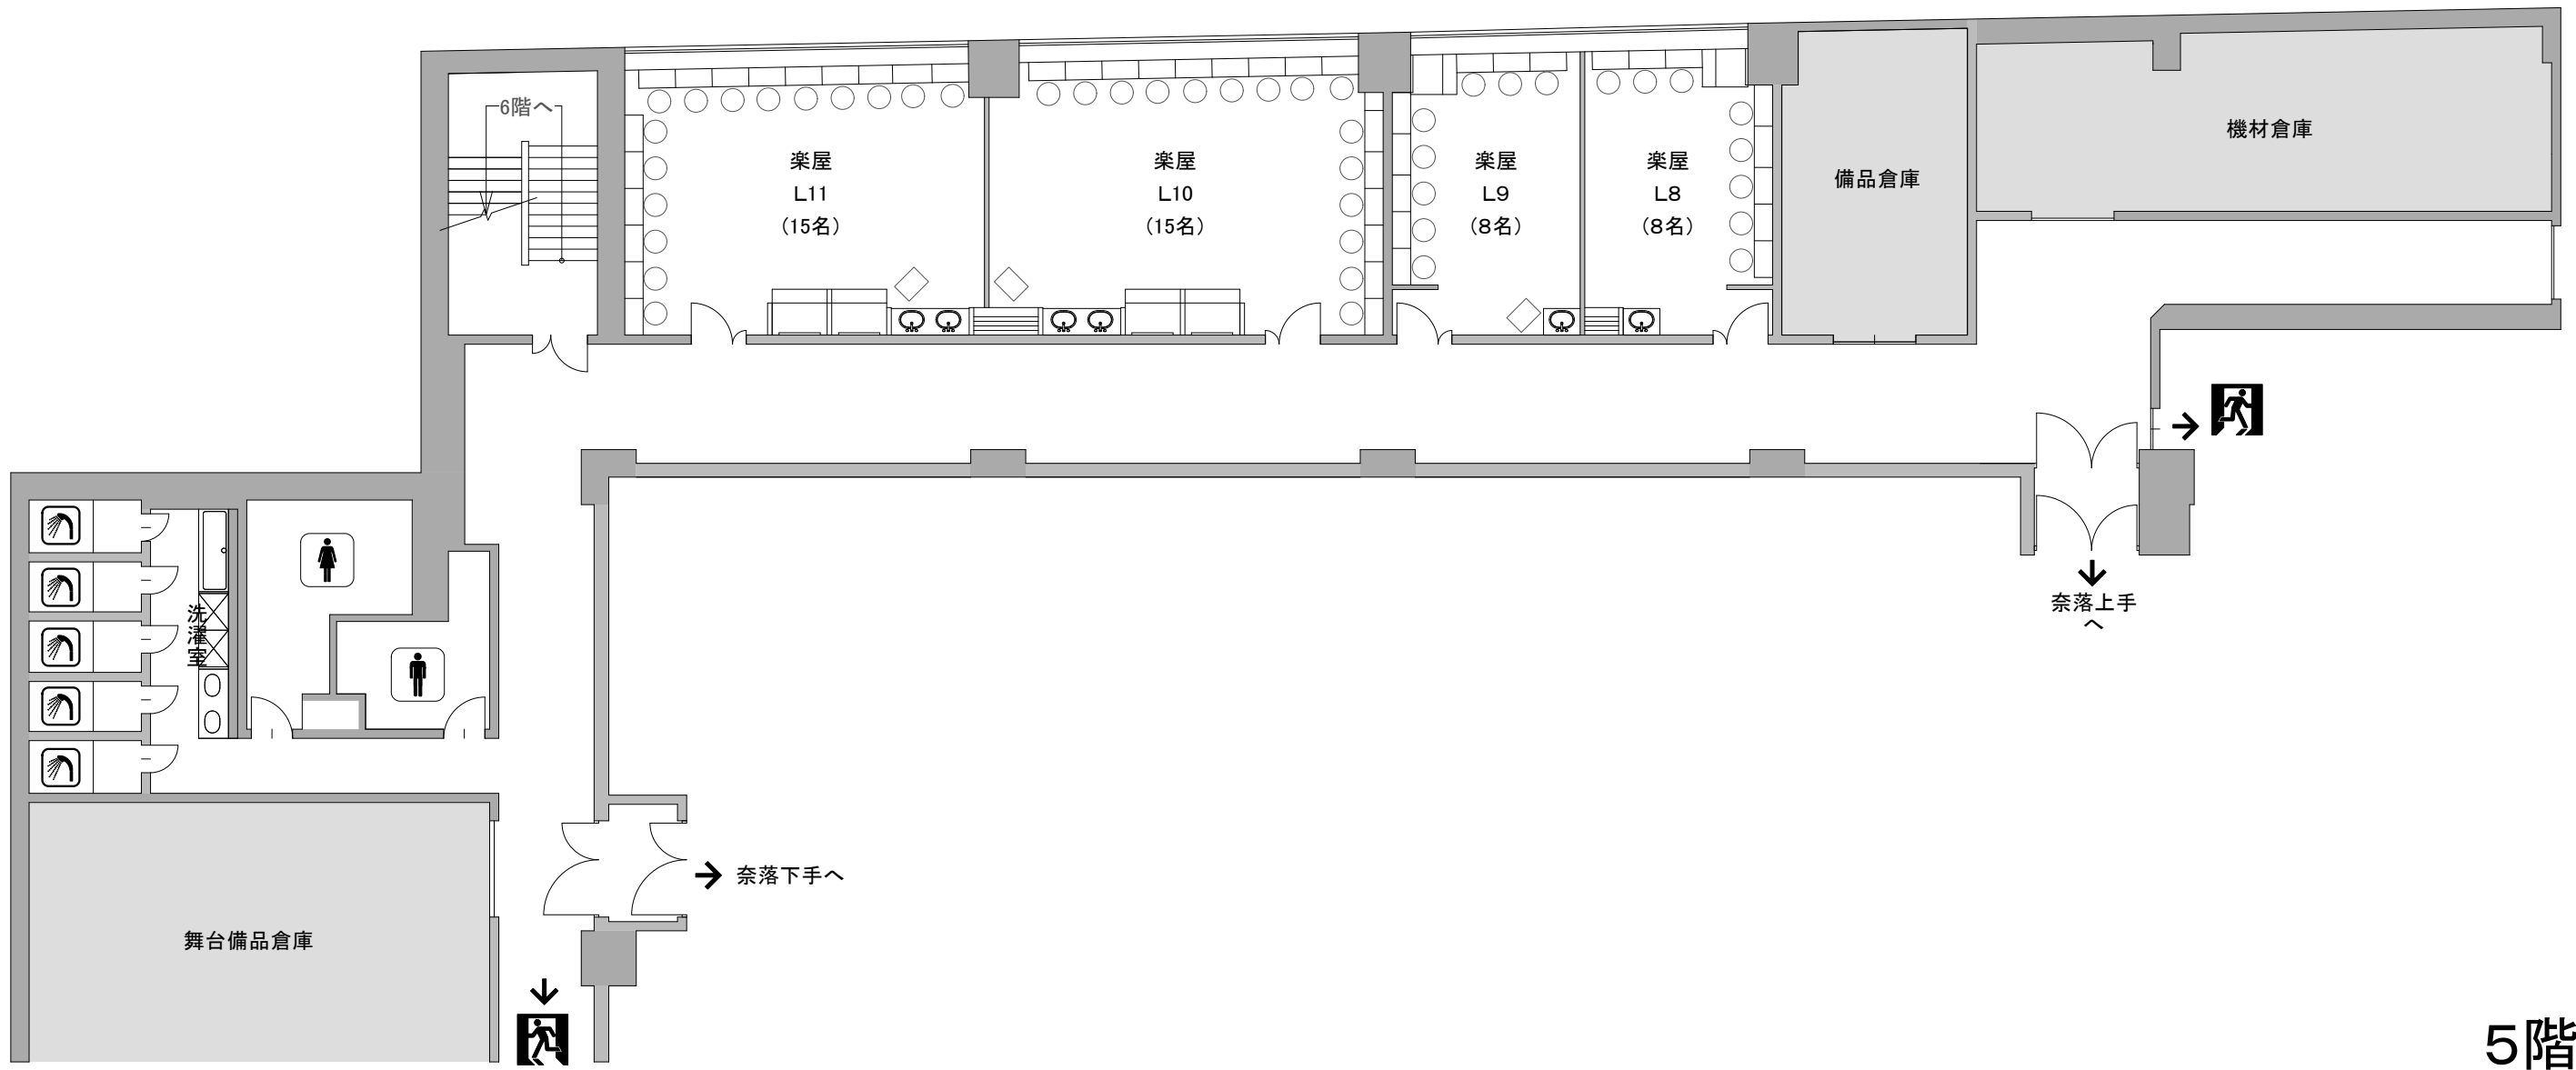 6階へ
楽屋
L11
（15名）
楽屋
L10
（15名）
楽屋
L9
（8名）
楽屋
L8
（8名）
備品倉庫
機材倉庫
洗濯室
奈落上手
へ
奈落下手へ
舞台備品倉庫
5階